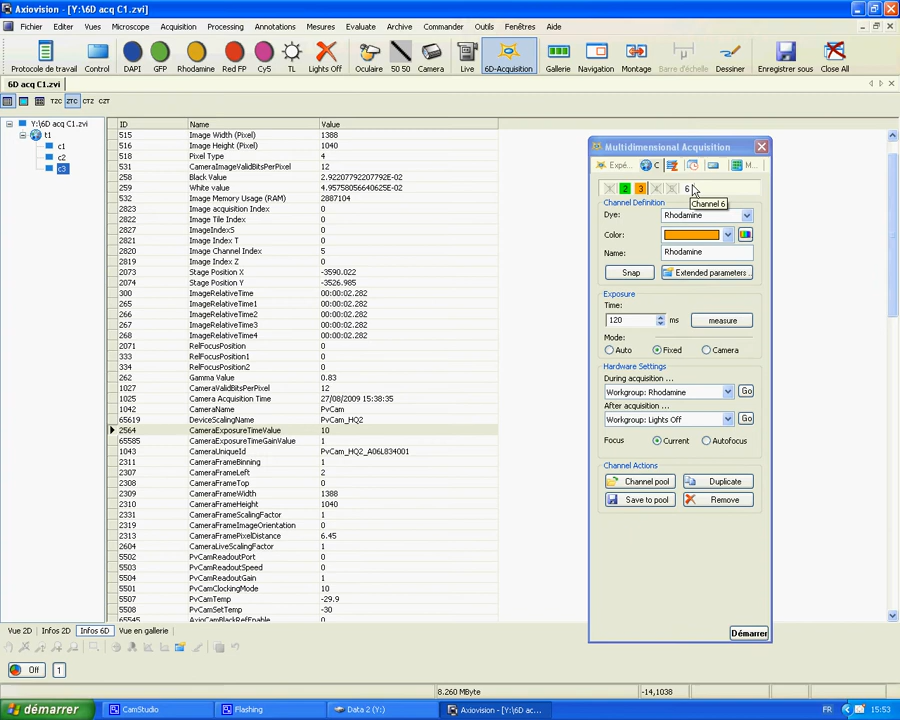 Axiovision - [Y:\6D acq C1.zvi]
Fichier Editer Vues Microscope Acquisition Processing Annotations Mesures Evaluate Archive Commander Outils Fenêtres Aide
Protocole de travail Control DAPI GFP Rhodamine Red FP Cy5 TL Lights Off Oculaire 50 50 Camera Live 6D-Acquisition Gallerie Navigation Montage Barre d'échelle Dessiner Enregistrer sous Close All
6D acq C1.zvi
TZC ZTC CTZ CZT
Y:\6D acq C1.zvi
t1
c1
c2
c3
ID Name Value
515 Image Width (Pixel) 1388
516 Image Height (Pixel) 1040
518 Pixel Type 4
531 CameraImageValidBitsPerPixel 12
258 Black Value 2.92207792207792E-02
259 White value 4.95758056640625E-02
532 Image Memory Usage (RAM) 2887104
2823 Image acquisition Index 0
2822 Image Tile Index 0
2821 ImageIndexS 0
2819 Image Index T 0
2820 Image Channel Index 5
2818 Image Index Z 0
2073 Stage Position X -3590.022
2074 Stage Position Y -3526.985
300 ImageRelativeTime 00:00:02.282
265 ImageRelativeTime1 00:00:02.282
266 ImageRelativeTime2 00:00:02.282
267 ImageRelativeTime3 00:00:02.282
268 ImageRelativeTime4 00:00:02.282
2071 RelFocusPosition 0
333 RelFocusPosition1 0
334 RelFocusPosition2 0
262 Gamma Value 0.83
1027 CameraValidBitsPerPixel 12
1025 Camera Acquisition Time 27/08/2009 15:38:35
1042 CameraName PvCam
65619 DeviceScalingName PvCam_HQ2
2564 CameraExposureTimeValue 10
65585 CameraExposureTimeGainValue 1
1043 CameraUniqueId PvCam_HQ2_A06L834001
2311 CameraFrameBinning 1
2307 CameraFrameLeft 2
2308 CameraFrameTop 0
2309 CameraFrameWidth 1388
2310 CameraFrameHeight 1040
2331 CameraFrameScalingFactor 1
2319 CameraFrameImageOrientation 0
2313 CameraFramePixelDistance 6.45
2604 CameraLiveScalingFactor 1
5502 PvCamReadoutPort 0
5503 PvCamReadoutSpeed 0
5504 PvCamReadoutGain 1
5501 PvCamClockingMode 10
5507 PvCamTemp -29.9
5508 PvCamSetTemp -30
65545 AxioCamBlackRefEnable 0
Multidimensional Acquisition
Expé... C M...
2 3 6
Channel 6
Channel Definition
Dye: Rhodamine
Color:
Name: Rhodamine
Snap Extended parameters...
Exposure
Time:
120 ms measure
Mode:
Auto Fixed Camera
Hardware Settings
During acquisition ...
Workgroup: Rhodamine Go
After acquisition ...
Workgroup: Lights Off Go
Focus Current Autofocus
Channel Actions
Channel pool Duplicate
Save to pool Remove
Démarrer
Vue 2D Infos 2D Infos 6D Vue en gallerie
Off 1
8.260 MByte -14,1038
démarrer CamStudio Flashing Data 2 (Y:) Axiovision - [Y:\6D ac... FR 15:53